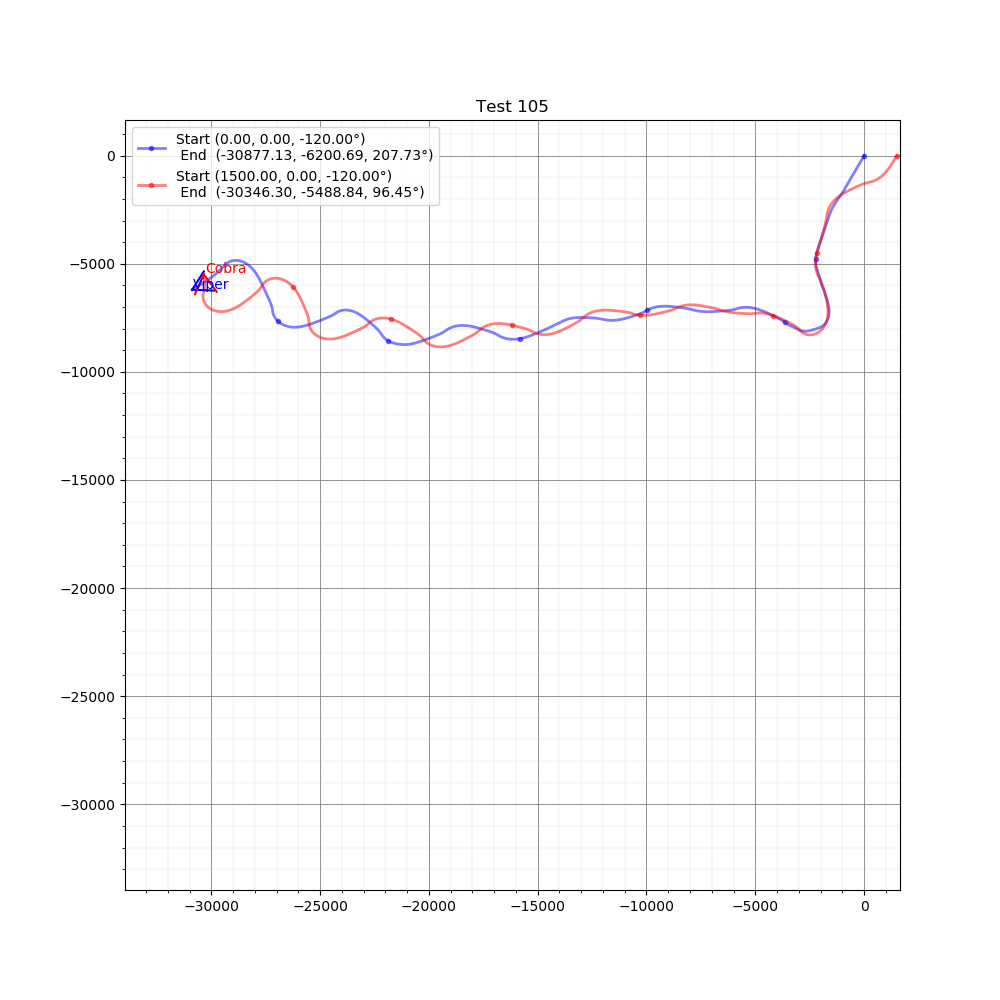 Test 105
Start (0.00, 0.00, -120.00°)
End (-30877.13, -6200.69, 207.73°)
Start (1500.00, 0.00, -120.00°)
End (-30346.30, -5488.84, 96.45°)
0
−5000
−10000
−15000
−20000
−25000
−30000
Cobra
Viper
−30000
−25000
−20000
−15000
−10000
−5000
0